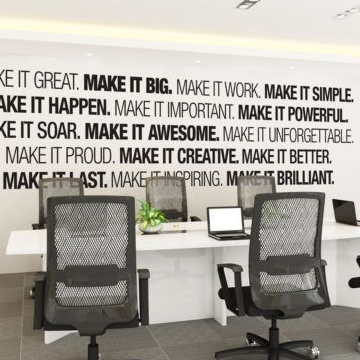 KE IT GREAT. MAKE IT BIG. MAKE IT WORK. MAKE IT SIMPLE.
AKE IT HAPPEN. MAKE IT IMPORTANT. MAKE IT POWERFUL.
KE IT SOAR. MAKE IT AWESOME. MAKE IT UNFORGETTABLE.
MAKE IT PROUD. MAKE IT CREATIVE. MAKE IT BETTER.
MAKE IT LAST. MAKE IT INSPIRING. MAKE IT BRILLIANT.